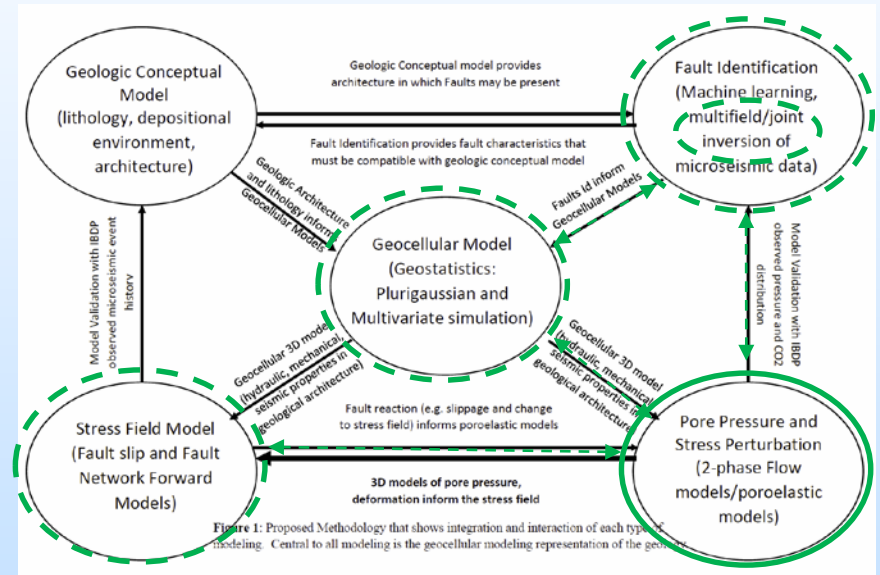 Geologic Conceptual
Model
(lithology, depositional
environment,
architecture)
Geologic Conceptual model provides
architecture in which Faults may be
present
Fault Identification provides fault characteristics that
must be compatible with geologic conceptual model
Fault Identification
(Machine learning,
multifield/joint
inversion of
microseismic data)
Geologic Architecture
and lithology inform
Geocellular Models
Faults id inform
Geocellular Models
Geocellular Model
(Geostatistics:
Plurigaussian and
Multivariate simulation)
Model Validation with IBDP
observed microseismic event
history
Model Validation with IBDP
observed pressure and CO2
distribution
Geocellular 3D model
(hydraulic, mechanical,
seismic properties in
geological architecture)
Geocellular 3D model
(hydraulic, mechanical,
seismic properties in
geological architecture
Fault reaction (e.g. slippage and change
to stress field) informs poroelastic models
Stress Field Model
(Fault slip and Fault
Network Forward
Models)
3D models of pore pressure,
deformation inform the stress field
Pore Pressure and
Stress Perturbation
(2-phase Flow
models/poroelastic
models)
Figure 1: Proposed Methodology that shows integration and interaction of each type of
modeling. Central to all modeling is the geocellular modeling representation of the geology